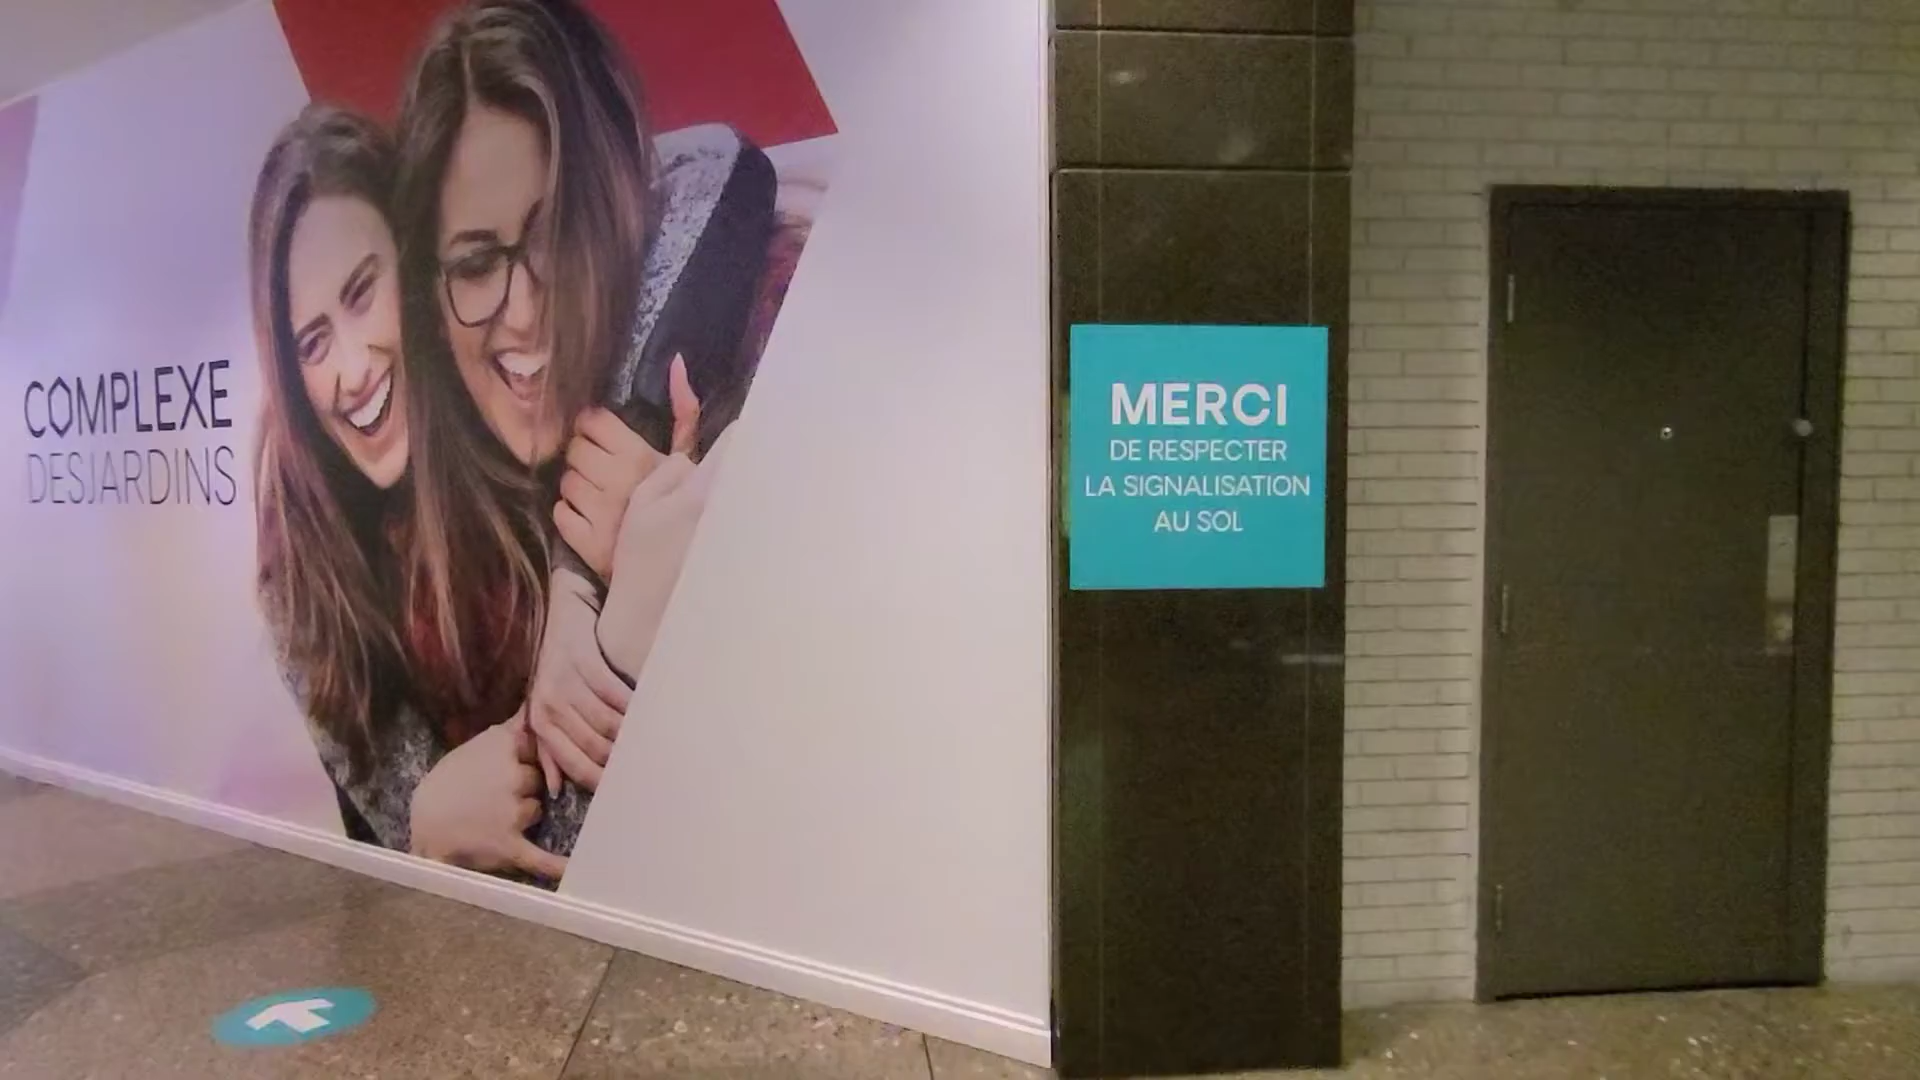 COMPLEXE
DESJARDINS
MERCI
DE RESPECTER
LA SIGNALISATION
AU SOL